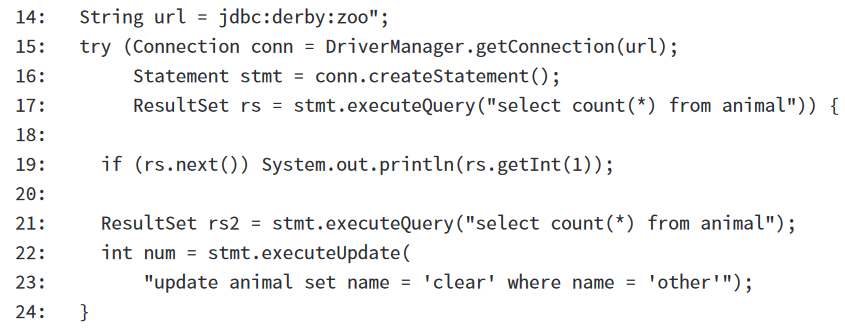 14:   String url = jdbc:derby:zoo";
15:   try (Connection conn = DriverManager.getConnection(url);
16:        Statement stmt = conn.createStatement();
17:        ResultSet rs = stmt.executeQuery("select count(*) from animal")) {
18:
19:     if (rs.next()) System.out.println(rs.getInt(1));
20:
21:     ResultSet rs2 = stmt.executeQuery("select count(*) from animal");
22:     int num = stmt.executeUpdate(
23:         "update animal set name = 'clear' where name = 'other'");
24:   }